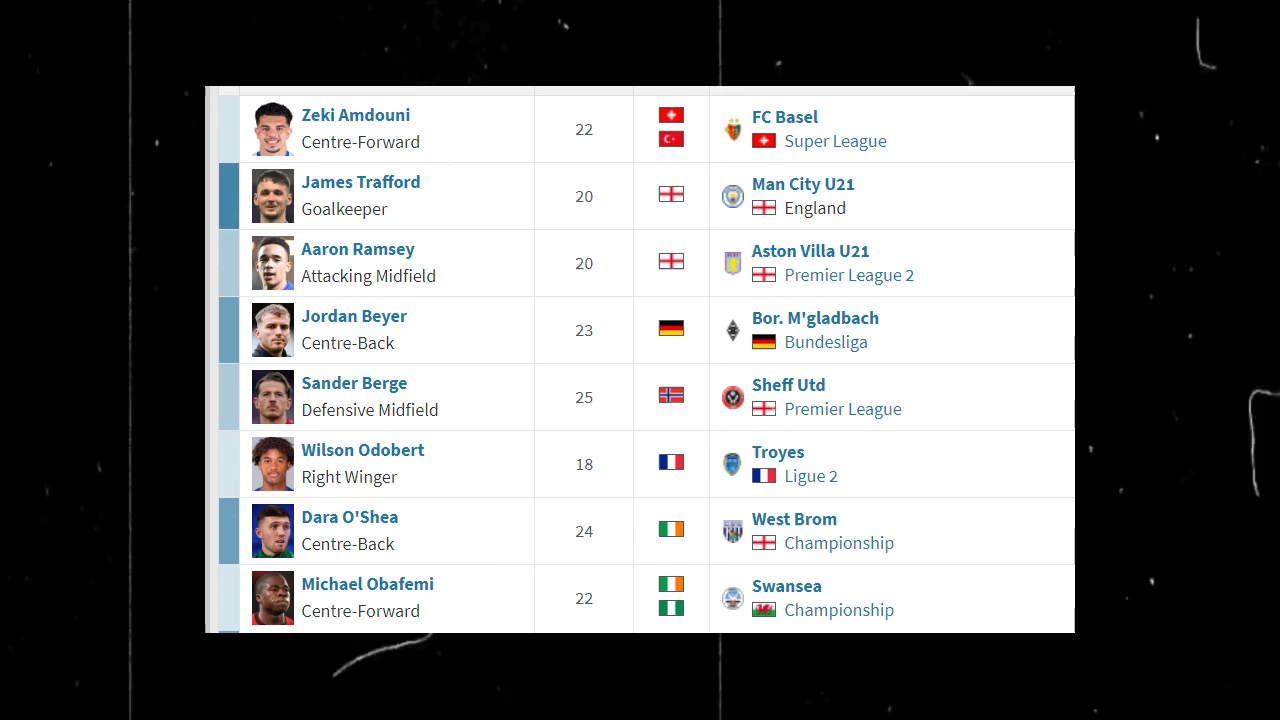 Zeki Amdouni
Centre-Forward
22
FC Basel
Super League
James Trafford
Goalkeeper
20
Man City U21
England
Aaron Ramsey
Attacking Midfield
20
Aston Villa U21
Premier League 2
Jordan Beyer
Centre-Back
23
Bor. M'gladbach
Bundesliga
Sander Berge
Defensive Midfield
25
Sheff Utd
Premier League
Wilson Odobert
Right Winger
18
Troyes
Ligue 2
Dara O'Shea
Centre-Back
24
West Brom
Championship
Michael Obafemi
Centre-Forward
22
Swansea
Championship